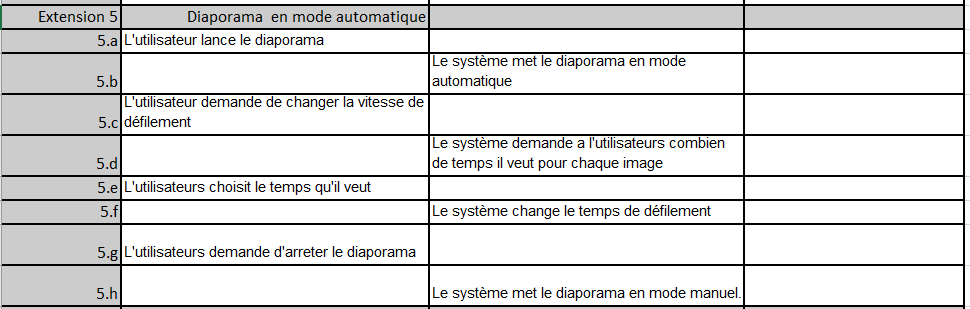 Extension 5 Diaporama en mode automatique
5.a L'utilisateur lance le diaporama
Le système met le diaporama en mode
5.b automatique
L'utilisateur demande de changer la vitesse de
5.c défilement
Le système demande a l'utilisateurs combien
5.d de temps il veut pour chaque image
5.e L'utilisateurs choisit le temps qu'il veut
5.f Le système change le temps de défilement
5.g L'utilisateurs demande d'arreter le diaporama
5.h Le système met le diaporama en mode manuel.